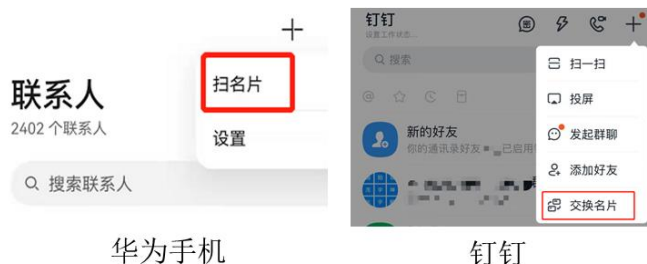 联系人
2402 个联系人
搜索联系人
扫名片
设置
华为手机
钉钉
设置工作状态...
搜索
新的好友
你的通讯录好友
已启用
扫一扫
投屏
发起群聊
添加好友
交换名片
钉钉